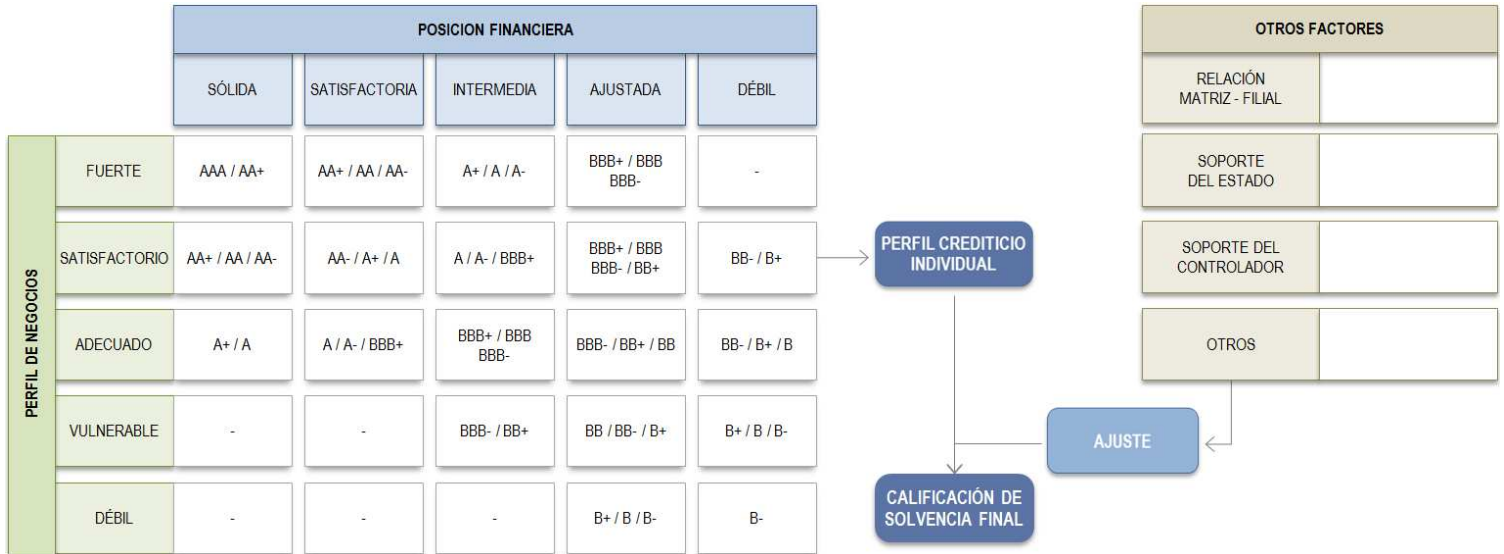 POSICION FINANCIERA
SÓLIDA
SATISFACTORIA
INTERMEDIA
AJUSTADA
DÉBIL
PERFIL DE NEGOCIOS
FUERTE
AAA / AA+
AA+ / AA / AA-
A+ / A / A-
BBB+ / BBB
BBB-
-
SATISFACTORIO
AA+ / AA / AA-
AA- / A+ / A
A / A- / BBB+
BBB+ / BBB
BBB- / BB+
BB- / B+
ADECUADO
A+ / A
A / A- / BBB+
BBB+ / BBB
BBB-
BBB- / BB+ / BB
BB- / B+ / B
VULNERABLE
-
-
BBB- / BB+
BB / BB- / B+
B+ / B / B-
DÉBIL
-
-
-
B+ / B / B-
B-
PERFIL CREDITICIO
INDIVIDUAL
OTROS FACTORES
RELACIÓN
MATRIZ - FILIAL
SOPORTE
DEL ESTADO
SOPORTE DEL
CONTROLADOR
OTROS
AJUSTE
CALIFICACIÓN DE
SOLVENCIA FINAL